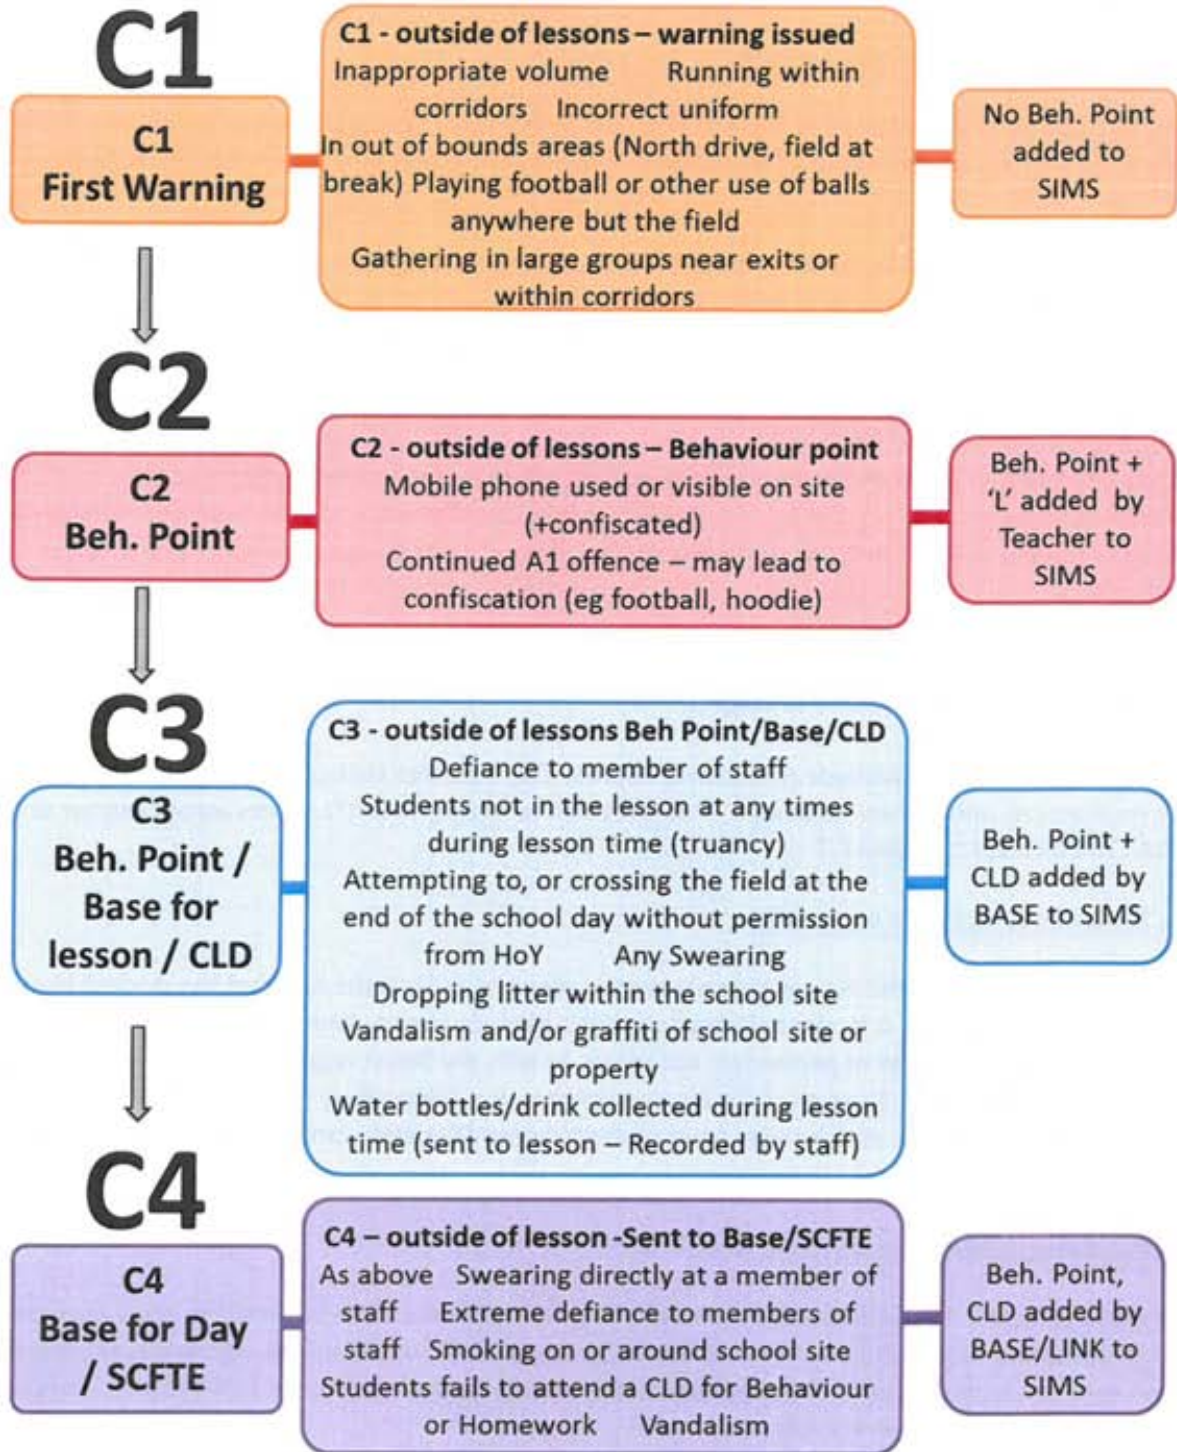 C1
C1
First Warning
C1 - outside of lessons – warning issued
Inappropriate volume Running within
corridors Incorrect uniform
In out of bounds areas (North drive, field at
break) Playing football or other use of balls
anywhere but the field
Gathering in large groups near exits or
within corridors
No Beh. Point
added to
SIMS
C2
C2
Beh. Point
C2 - outside of lessons – Behaviour point
Mobile phone used or visible on site
(+confiscated)
Continued A1 offence – may lead to
confiscation (eg football, hoodie)
Beh. Point +
‘L’ added by
Teacher to
SIMS
C3
C3
Beh. Point /
Base for
lesson / CLD
C3 - outside of lessons Beh Point/Base/CLD
Defiance to member of staff
Students not in the lesson at any times
during lesson time (truancy)
Attempting to, or crossing the field at the
end of the school day without permission
from HoY Any Swearing
Dropping litter within the school site
Vandalism and/or graffiti of school site or
property
Water bottles/drink collected during lesson
time (sent to lesson – Recorded by staff)
Beh. Point +
CLD added by
BASE to SIMS
C4
C4
Base for Day
/ SCFTE
C4 – outside of lesson -Sent to Base/SCFTE
As above Swearing directly at a member of
staff Extreme defiance to members of
staff Smoking on or around school site
Students fails to attend a CLD for Behaviour
or Homework Vandalism
Beh. Point,
CLD added by
BASE/LINK to
SIMS